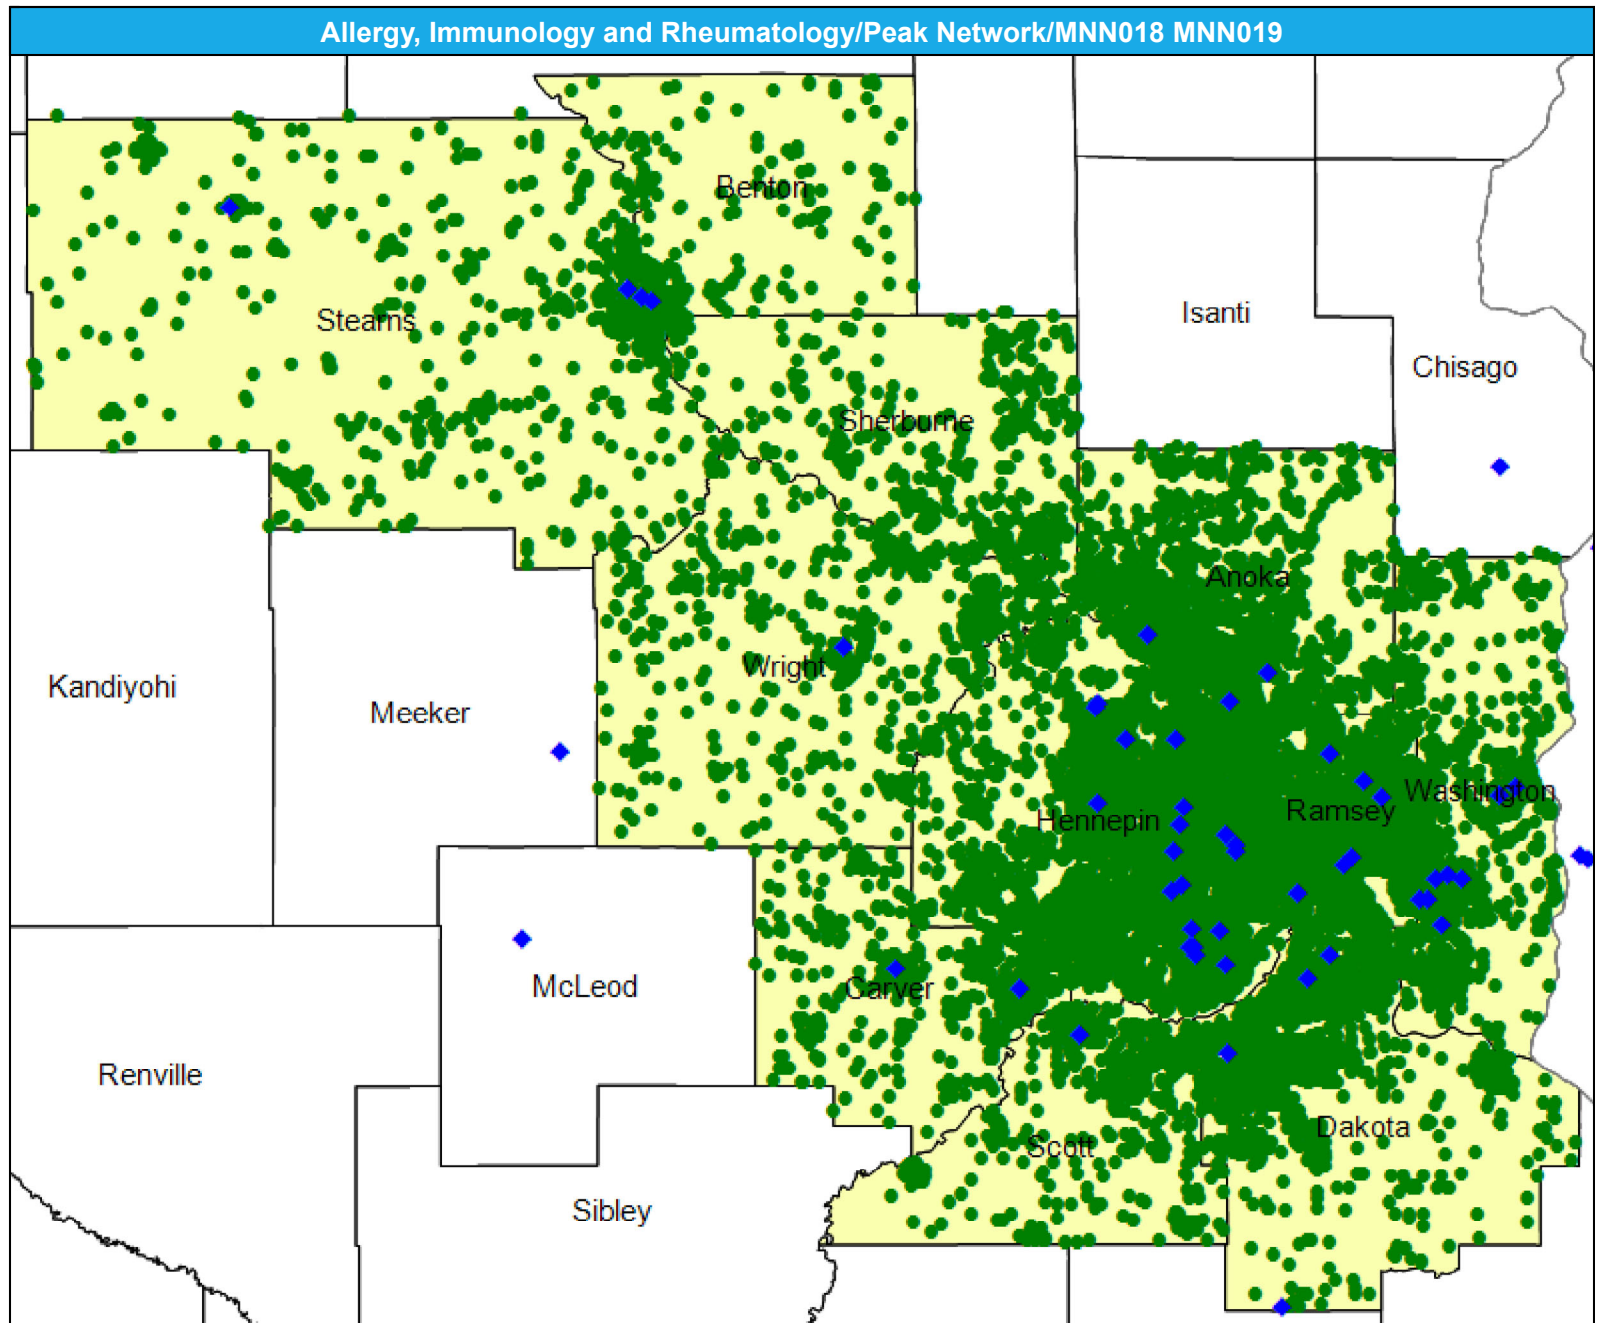 Allergy, Immunology and Rheumatology/Peak Network/MNN018 MNN019
Benton
Stearns
Isanti
Chisago
Sherburne
Anoka
Wright
Kandiyohi
Meeker
Washington
Ramsey
Hennepin
McLeod
Carver
Renville
Dakota
Scott
Sibley